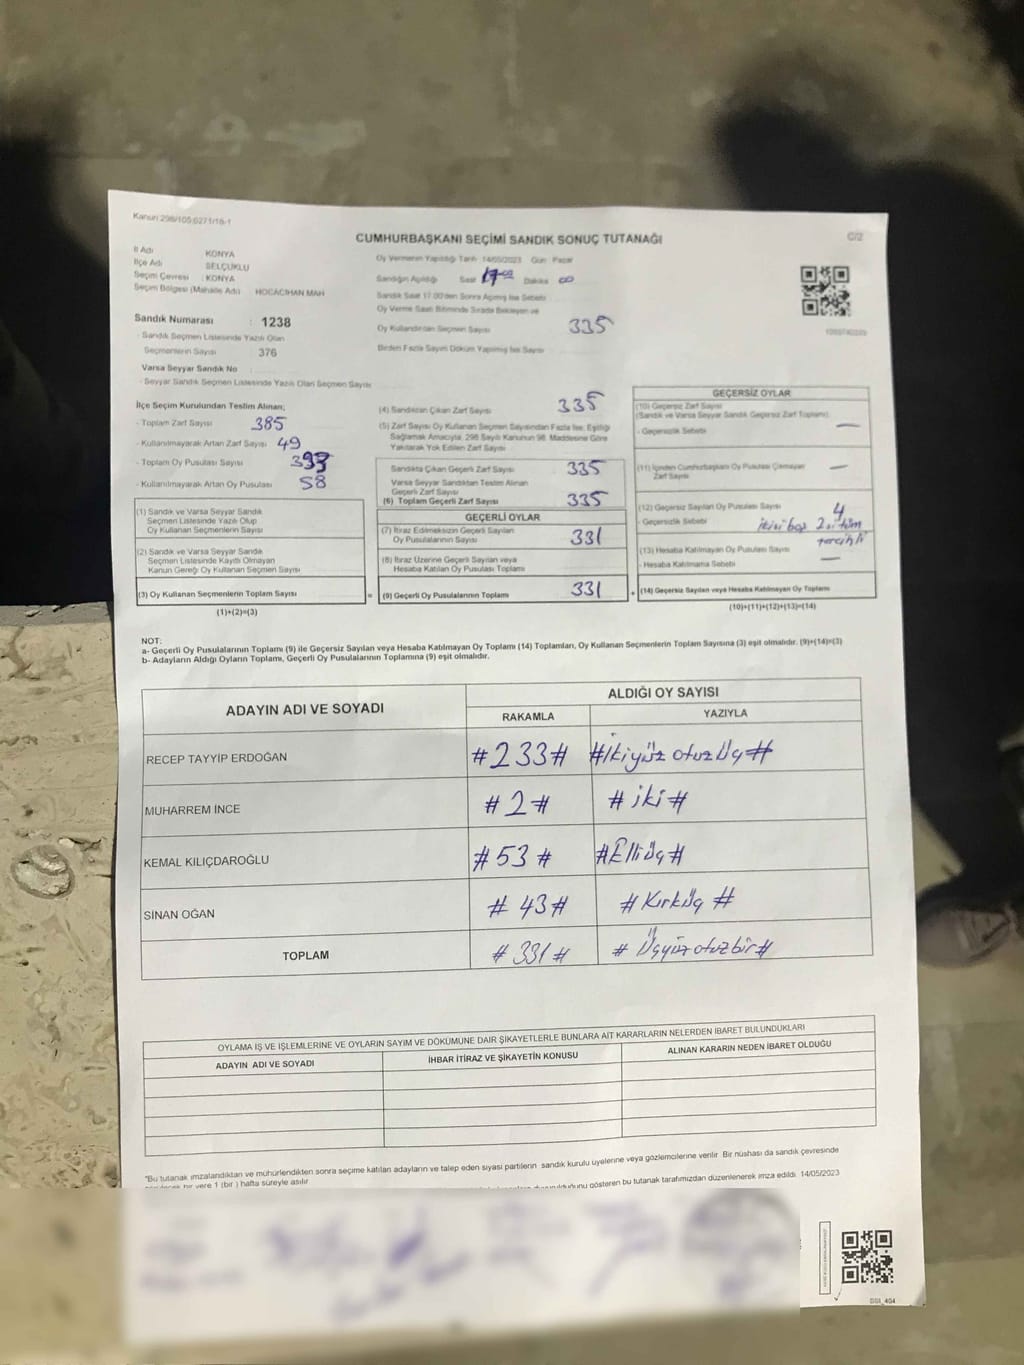 Kanun 298/105;6271/16-1
CUMHURBAŞKANI SEÇİMİ SANDIK SONUÇ TUTANAĞI
C/2
İl Adı KONYA
İlçe Adı SELÇUKLU
Seçim Çevresi : KONYA
Seçim Bölgesi (Mahalle Adı) : HOCACİHAN MAH
Oy Vermenin Yapıldığı Tarih 14/05/2023 Gün Pazar
Sandığın Açıldığı Saat 17:00 Dakika 00
Sandık Saat 17:00'den Sonra Açılmış İse Sebebi
Oy Verme Saati Bitiminde Sırada Bekleyen ve
Oy Kullandırılan Seçmen Sayısı 335
Birden Fazla Sayım Döküm Yapılmış İse Sayısı
Sandık Numarası : 1238
- Sandık Seçmen Listesinde Yazılı Olan
Seçmenlerin Sayısı : 376
Varsa Seyyar Sandık No
- Seyyar Sandık Seçmen Listesinde Yazılı Olan Seçmen Sayısı
İlçe Seçim Kurulundan Teslim Alınan;
- Toplam Zarf Sayısı 385
- Kullanılmayarak Artan Zarf Sayısı 49
- Toplam Oy Pusulası Sayısı
- Kullanılmayarak Artan Oy Pusulası 58
(1) Sandık ve Varsa Seyyar Sandık
Seçmen Listesinde Yazılı Olup
Oy Kullanan Seçmenlerin Sayısı
(2) Sandık ve Varsa Seyyar Sandık
Seçmen Listesinde Kayıtlı Olmayan
Kanun Gereği Oy Kullanan Seçmen Sayısı
(3) Oy Kullanan Seçmenlerin Toplam Sayısı
(1)+(2)=(3)
(4) Sandıktan Çıkan Zarf Sayısı 335
(5) Zarf Sayısı Oy Kullanan Seçmen Sayısından Fazla İse, Eşitliği
Sağlamak Amacıyla, 298 Sayılı Kanunun 98. Maddesine Göre
Yakılarak Yok Edilen Zarf Sayısı
Sandıkta Çıkan Geçerli Zarf Sayısı 335
Varsa Seyyar Sandıktan Teslim Alınan
Geçerli Zarf Sayısı
(6) Toplam Geçerli Zarf Sayısı 335
GEÇERLİ OYLAR
(7) İtiraz Edilmeksizin Geçerli Sayılan
Oy Pusulalarının Sayısı 331
(8) İtiraz Üzerine Geçerli Sayılan veya
Hesaba Katılan Oy Pusulası Toplamı
= (9) Geçerli Oy Pusulalarının Toplamı 331
GEÇERSİZ OYLAR
(10) Geçersiz Zarf Sayısı
(Sandık ve Varsa Seyyar Sandık Geçersiz Zarf Toplamı)
- Geçersizlik Sebebi —
(11) İçinden Cumhurbaşkanı Oy Pusulası Çıkmayan
Zarf Sayısı —
(12) Geçersiz Sayılan Oy Pusulası Sayısı 4
- Geçersizlik Sebebi ikisi boş 2.si tüm
tercihli
(13) Hesaba Katılmayan Oy Pusulası Sayısı
- Hesaba Katılmama Sebebi —
+ (14) Geçersiz Sayılan veya Hesaba Katılmayan Oy Toplamı
(10)+(11)+(12)+(13)=(14)
NOT:
a- Geçerli Oy Pusulalarının Toplamı (9) ile Geçersiz Sayılan veya Hesaba Katılmayan Oy Toplamı (14) Toplamları, Oy Kullanan Seçmenlerin Toplam Sayısına (3) eşit olmalıdır. (9)+(14)=(3)
b- Adayların Aldığı Oyların Toplamı, Geçerli Oy Pusulalarının Toplamına (9) eşit olmalıdır.
ADAYIN ADI VE SOYADI ALDIĞI OY SAYISI
RAKAMLA YAZIYLA
RECEP TAYYİP ERDOĞAN #233# #İkiyüz otuz üç#
MUHARREM İNCE #2# #iki#
KEMAL KILIÇDAROĞLU #53# #Elliüç#
SİNAN OĞAN #43# #Kırküç#
TOPLAM #331# #Üçyüzotuzbir#
OYLAMA İŞ VE İŞLEMLERİNE VE OYLARIN SAYIM VE DÖKÜMÜNE DAİR ŞİKAYETLERLE BUNLARA AİT KARARLARIN NELERDEN İBARET BULUNDUKLARI
ADAYIN ADI VE SOYADI İHBAR İTİRAZ VE ŞİKAYETİN KONUSU ALINAN KARARIN NEDEN İBARET OLDUĞU
"Bu tutanak imzalandıktan ve mühürlendikten sonra seçime katılan adayların ve talep eden siyasi partilerin sandık kurulu üyelerine veya gözlemcilerine verilir. Bir nüshası da sandık çevresinde
bir yere 1 (bir) hafta süreyle asılır gösteren bu tutanak tarafımızdan düzenlenerek imza edildi. 14/05/2023